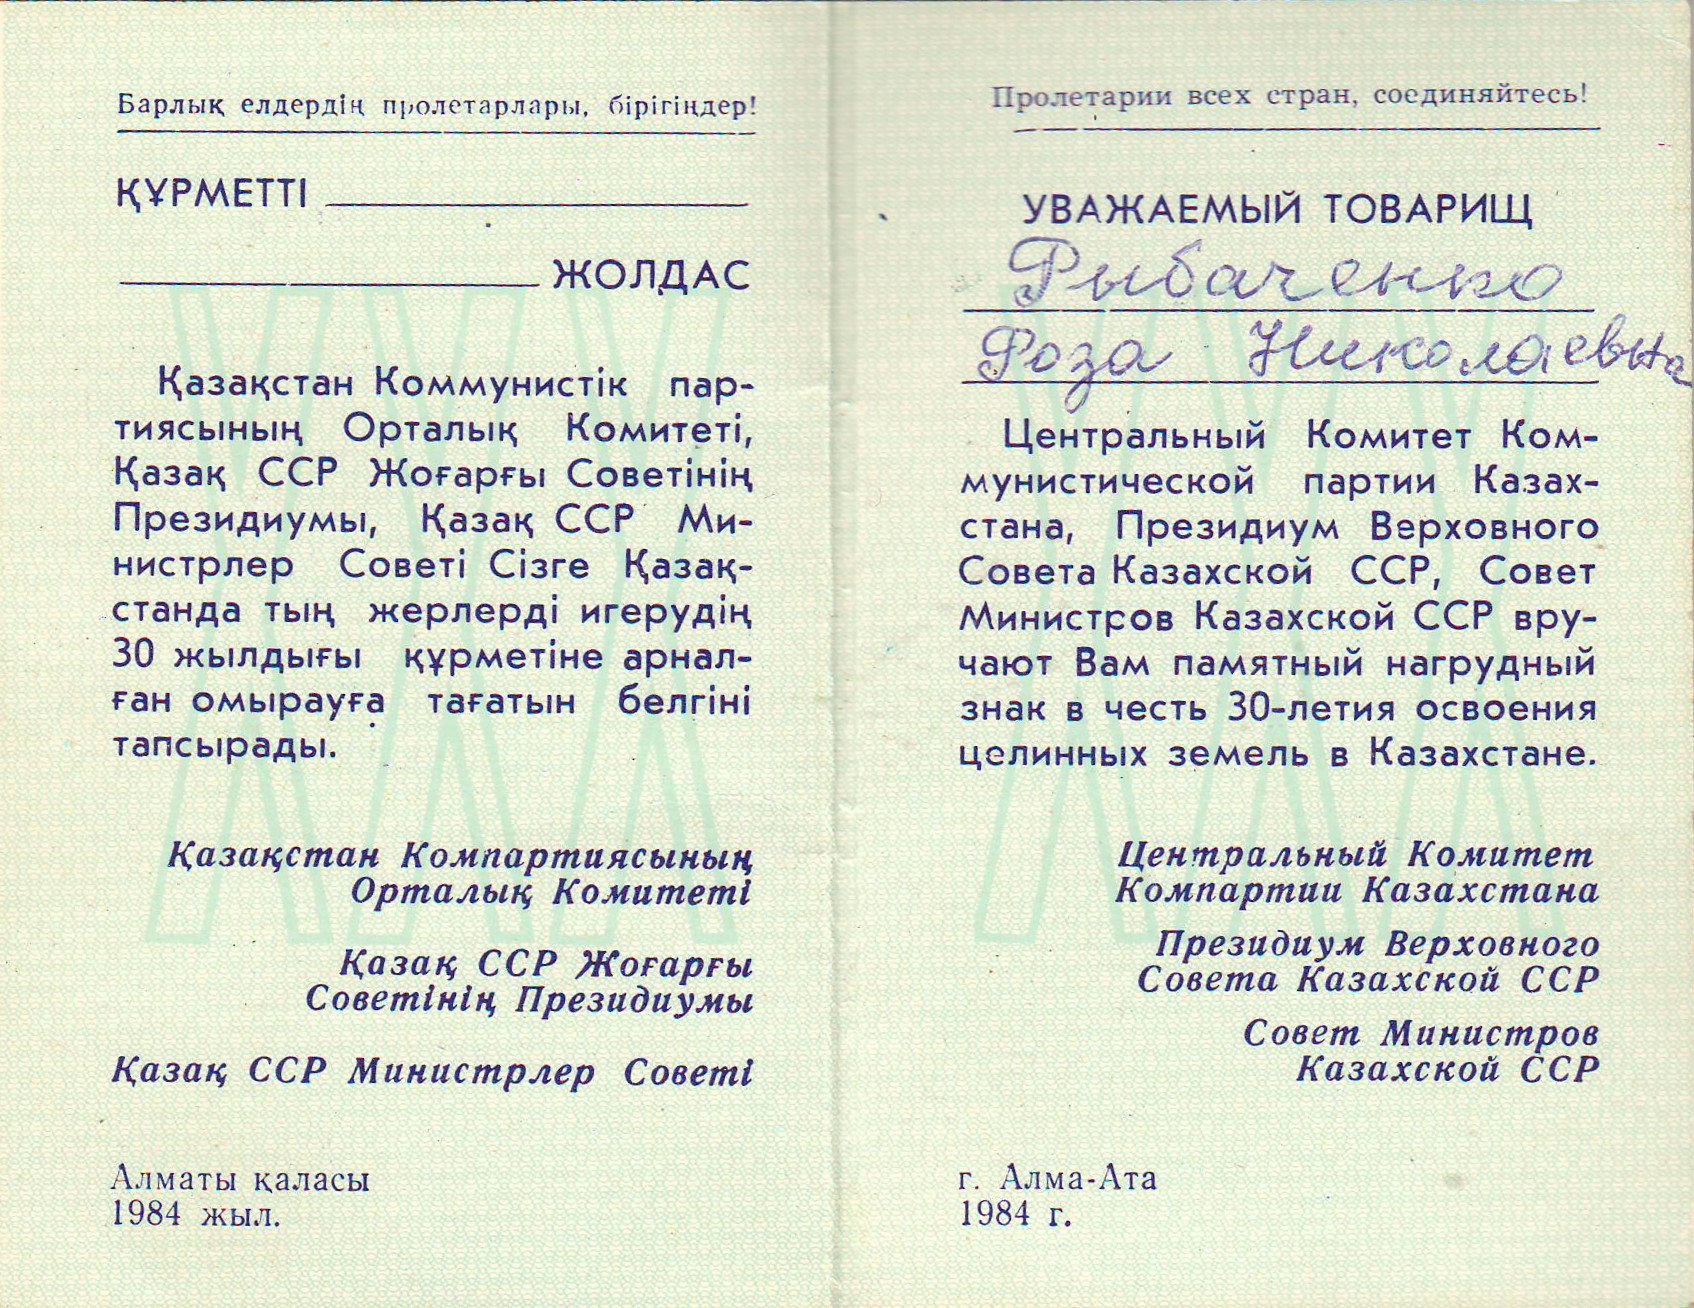 Барлық елдердің пролетарлары, бірігіңдер!
ҚҰРМЕТТІ
ЖОЛДАС
Қазақстан Коммунистік пар-
тиясының Орталық Комитеті,
Қазақ ССР Жоғарғы Советінің
Президиумы, Қазақ ССР Ми-
нистрлер Советі Сізге Қазақ-
станда тың жерлерді игерудің
30 жылдығы құрметіне арнал-
ған омырауға тағатын белгіні
тапсырады.
Қазақстан Компартиясының
Орталық Комитеті
Қазақ ССР Жоғарғы
Советінің Президиумы
Қазақ ССР Министрлер Советі
Алматы қаласы
1984 жыл.
Пролетарии всех стран, соединяйтесь!
УВАЖАЕМЫЙ ТОВАРИЩ
Рыбаченко
Роза Николаевна
Центральный Комитет Ком-
мунистической партии Казах-
стана, Президиум Верховного
Совета Казахской ССР, Совет
Министров Казахской ССР вру-
чают Вам памятный нагрудный
знак в честь 30-летия освоения
целинных земель в Казахстане.
Центральный Комитет
Компартии Казахстана
Президиум Верховного
Совета Казахской ССР
Совет Министров
Казахской ССР
г. Алма-Ата
1984 г.